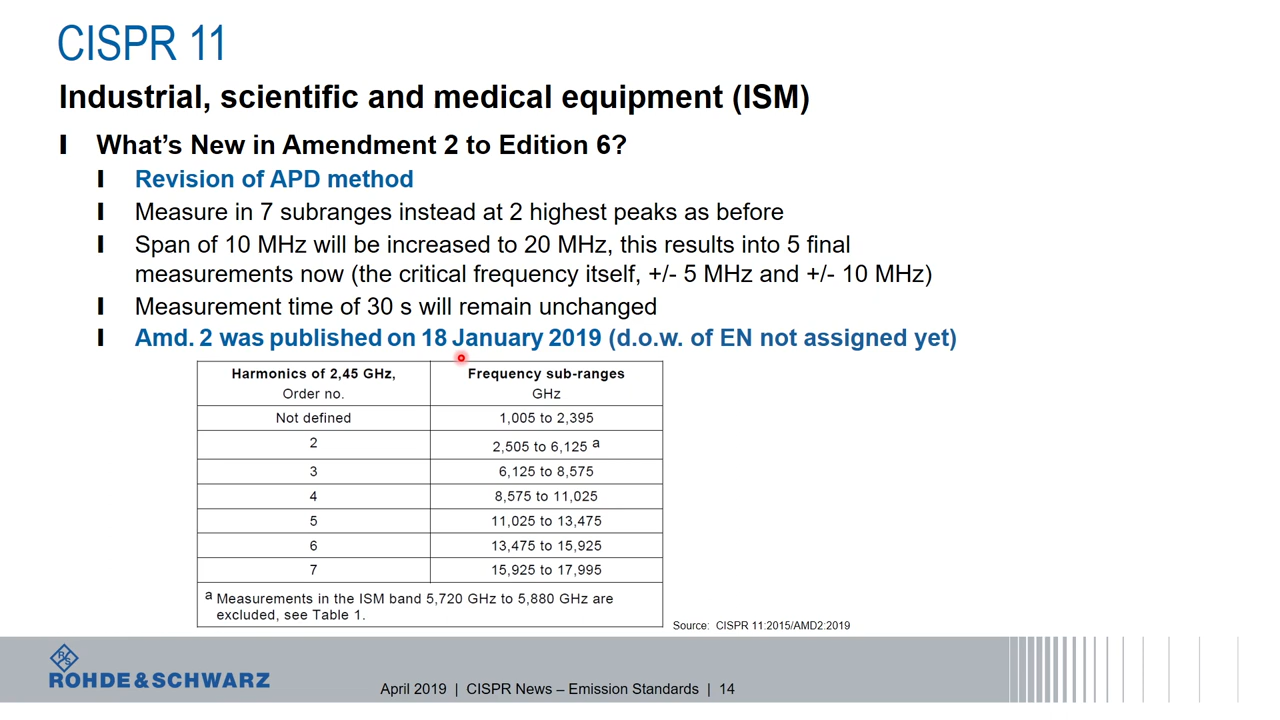 CISPR 11
Industrial, scientific and medical equipment (ISM)
What's New in Amendment 2 to Edition 6?
Revision of APD method
Measure in 7 subranges instead at 2 highest peaks as before
Span of 10 MHz will be increased to 20 MHz, this results into 5 final
measurements now (the critical frequency itself, +/- 5 MHz and +/- 10 MHz)
Measurement time of 30 s will remain unchanged
Amd. 2 was published on 18 January 2019 (d.o.w. of EN not assigned yet)
Harmonics of 2,45 GHz, Frequency sub-ranges
Order no. GHz
Not defined 1,005 to 2,395
2 2,505 to 6,125 a
3 6,125 to 8,575
4 8,575 to 11,025
5 11,025 to 13,475
6 13,475 to 15,925
7 15,925 to 17,995
a Measurements in the ISM band 5,720 GHz to 5,880 GHz are
excluded, see Table 1.
Source: CISPR 11:2015/AMD2:2019
R S
ROHDE & SCHWARZ
April 2019 | CISPR News – Emission Standards | 14